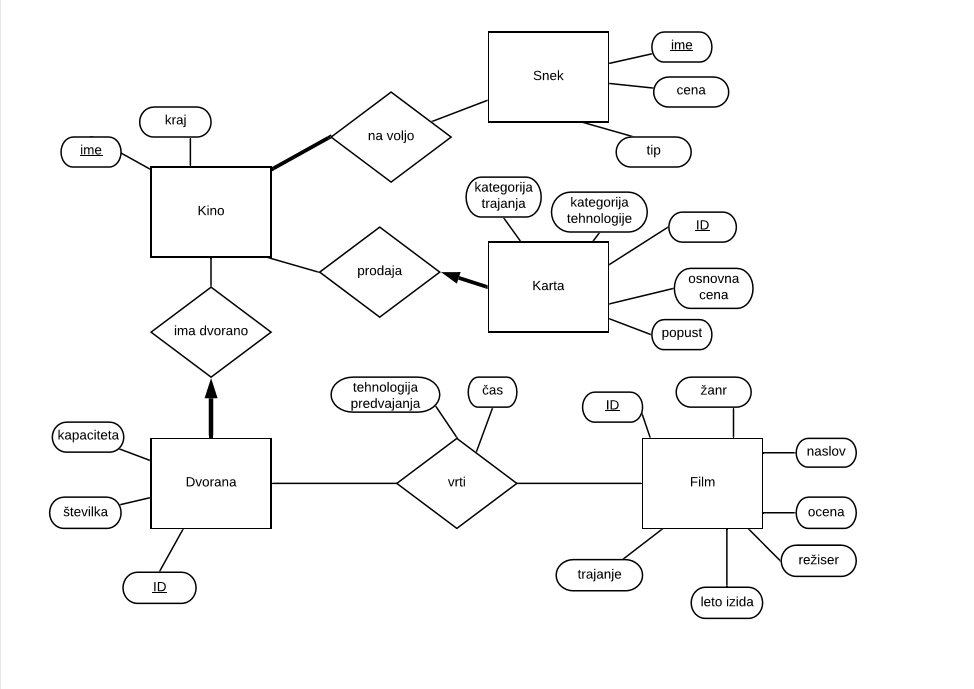 Snek
ime
cena
tip
kraj
ime
na voljo
Kino
kategorija
trajanja
kategorija
tehnologije
ID
prodaja
Karta
osnovna
cena
popust
ima dvorano
tehnologija
predvajanja
čas
ID
žanr
kapaciteta
Dvorana
vrti
Film
naslov
številka
ocena
režiser
trajanje
ID
leto izida